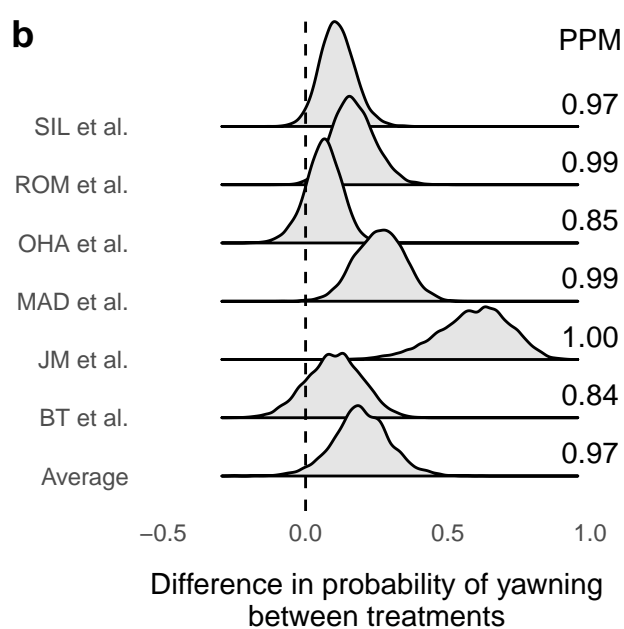 b
PPM
SIL et al. 0.97
ROM et al. 0.99
OHA et al. 0.85
MAD et al. 0.99
JM et al. 1.00
BT et al. 0.84
Average 0.97
−0.5 0.0 0.5 1.0
Difference in probability of yawning
between treatments